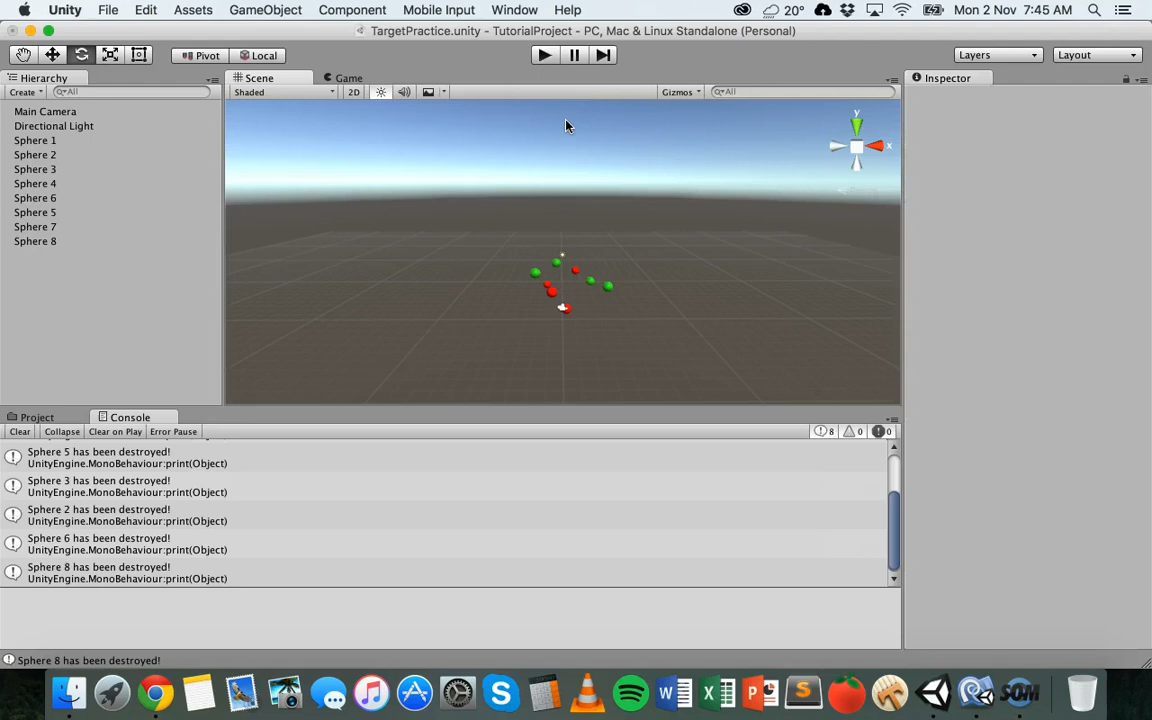 Unity File Edit Assets GameObject Component Mobile Input Window Help 20° Mon 2 Nov 7:45 AM
TargetPractice.unity - TutorialProject - PC, Mac & Linux Standalone (Personal)
Pivot Local Layers Layout
Hierarchy Scene Game Inspector
Create All Shaded 2D Gizmos All
y
x
Main Camera
Directional Light
Sphere 1
Sphere 2
Sphere 3
Sphere 4
Sphere 6
Sphere 5
Sphere 7
Sphere 8
Project Console
Clear Collapse Clear on Play Error Pause 8 0 0
Sphere 5 has been destroyed!
UnityEngine.MonoBehaviour:print(Object)
Sphere 3 has been destroyed!
UnityEngine.MonoBehaviour:print(Object)
Sphere 2 has been destroyed!
UnityEngine.MonoBehaviour:print(Object)
Sphere 6 has been destroyed!
UnityEngine.MonoBehaviour:print(Object)
Sphere 8 has been destroyed!
UnityEngine.MonoBehaviour:print(Object)
Sphere 8 has been destroyed!
SOM